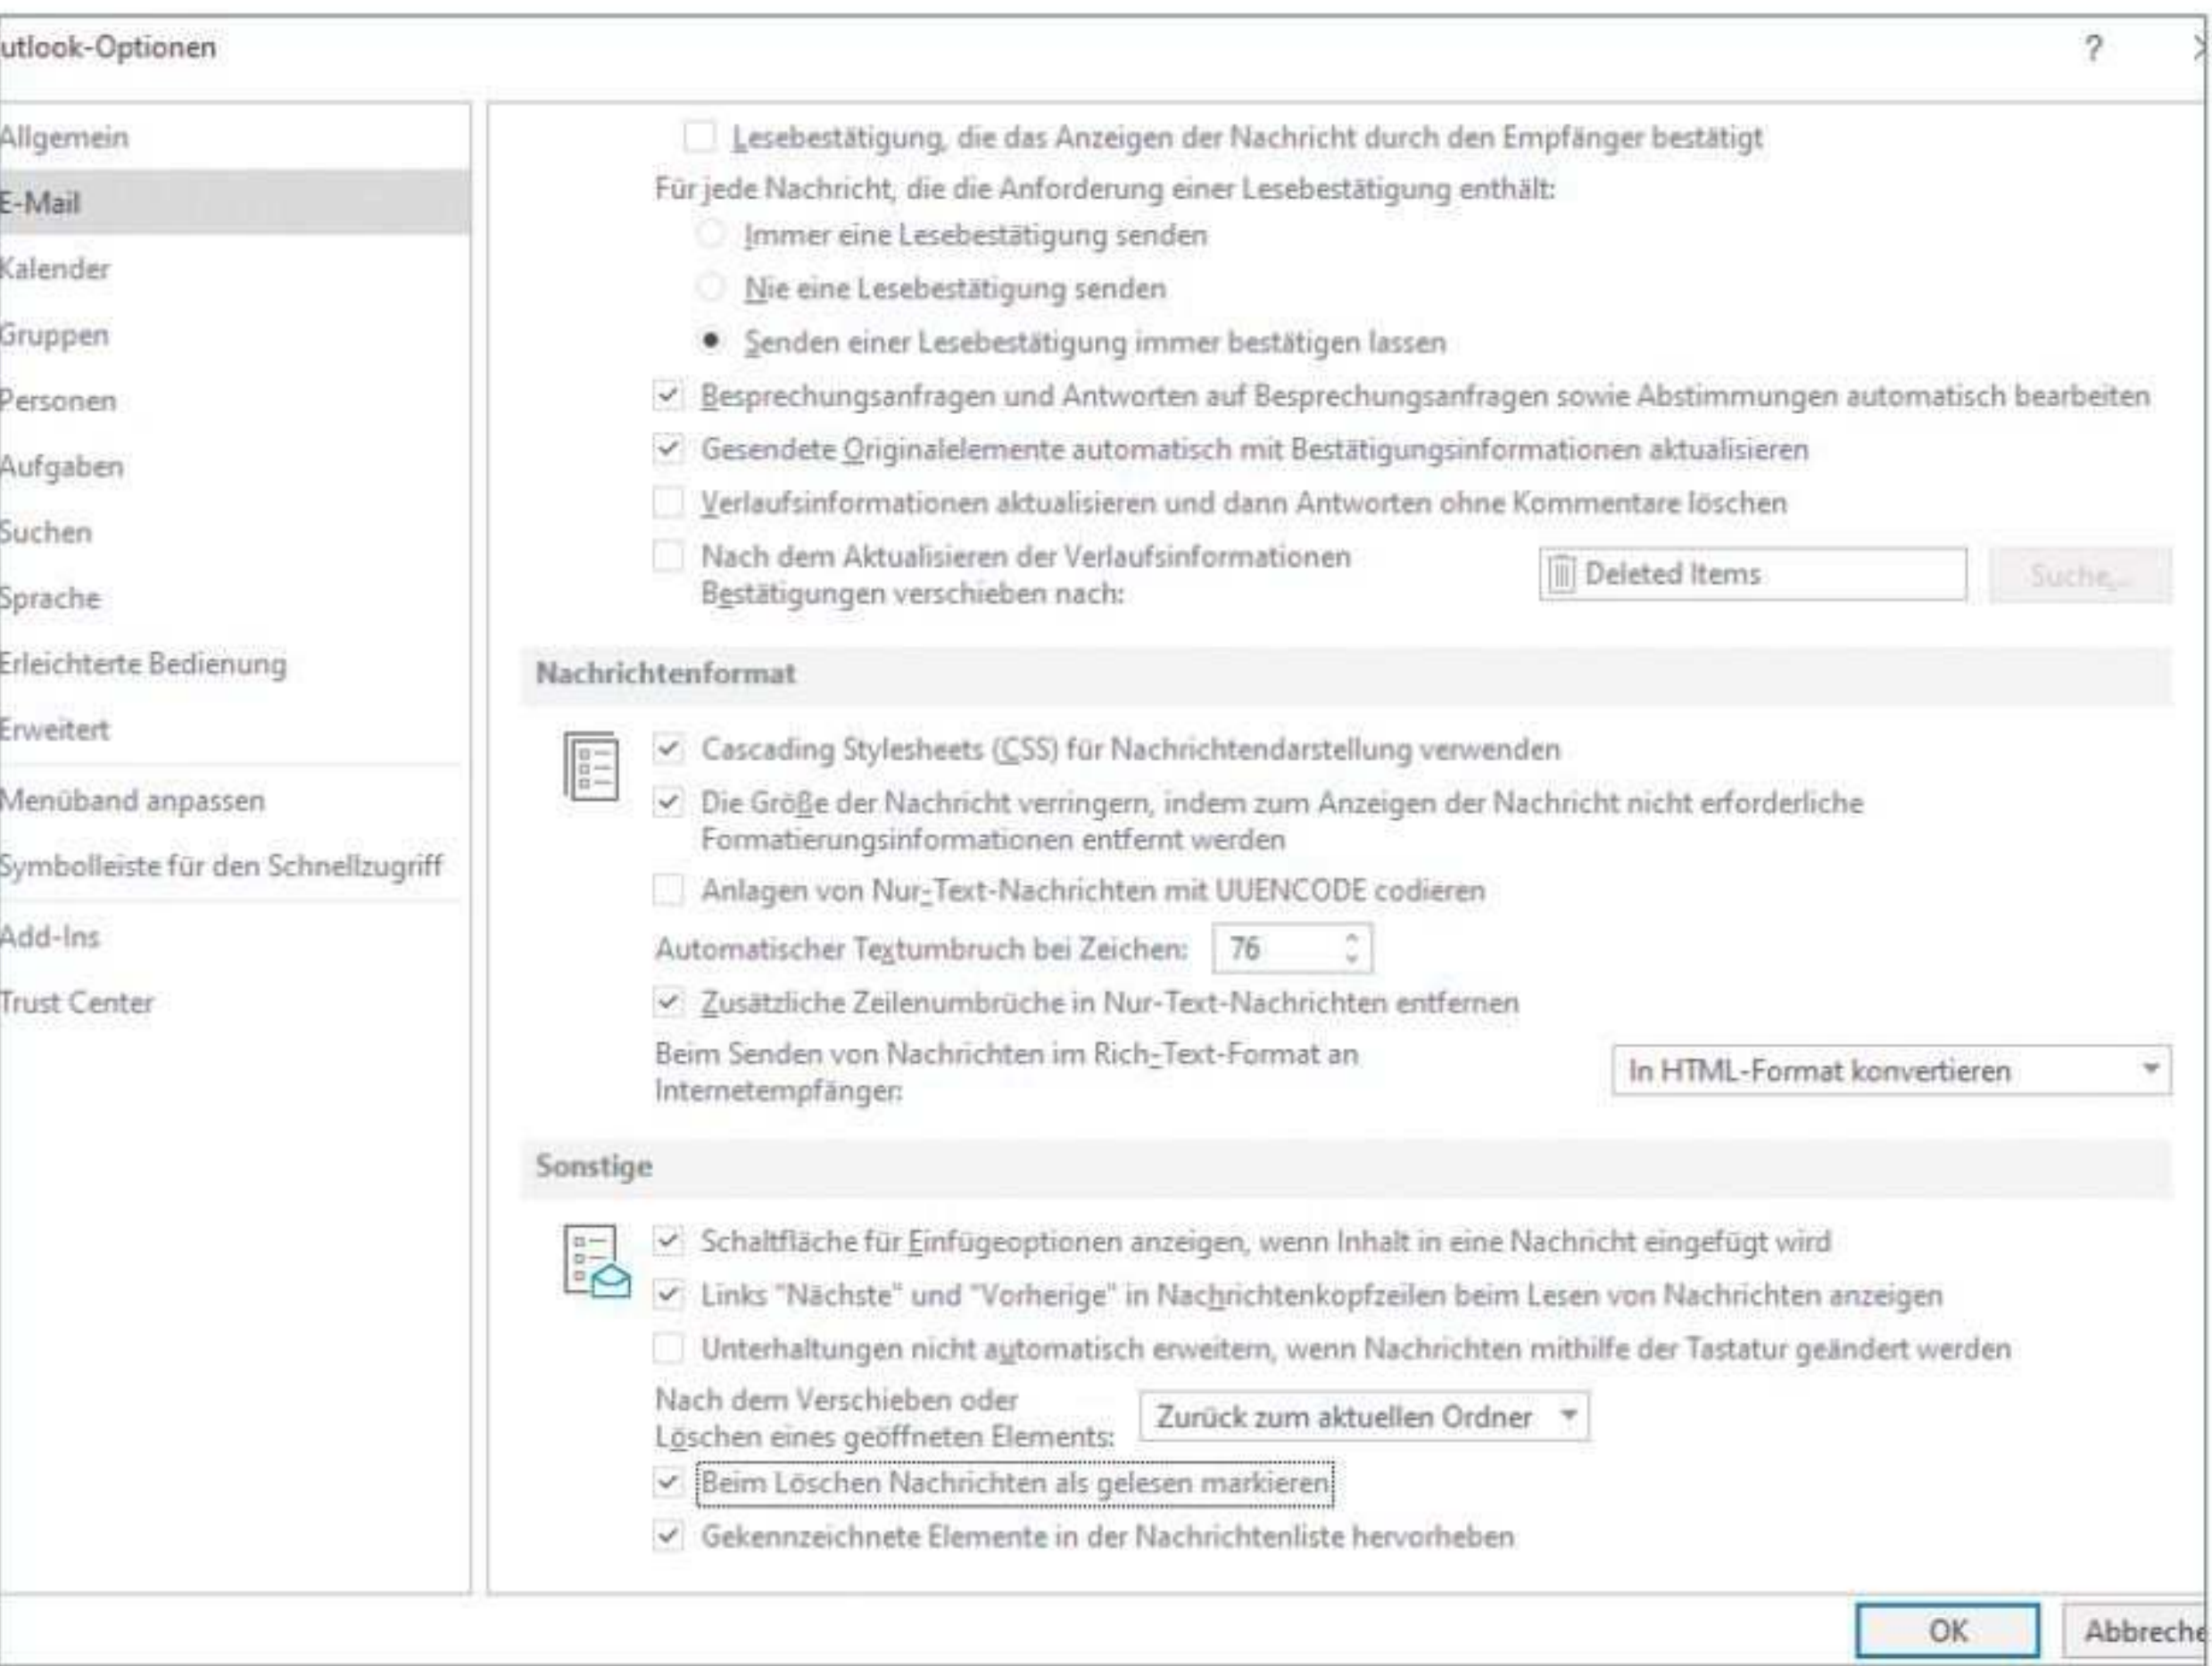 utlook-Optionen
?
Allgemein
E-Mail
Kalender
Gruppen
Personen
Aufgaben
Suchen
Sprache
Erleichterte Bedienung
Erweitert
Menüband anpassen
Symbolleiste für den Schnellzugriff
Add-Ins
Trust Center
Lesebestätigung, die das Anzeigen der Nachricht durch den Empfänger bestätigt
Für jede Nachricht, die die Anforderung einer Lesebestätigung enthält:
Immer eine Lesebestätigung senden
Nie eine Lesebestätigung senden
Senden einer Lesebestätigung immer bestätigen lassen
Besprechungsanfragen und Antworten auf Besprechungsanfragen sowie Abstimmungen automatisch bearbeiten
Gesendete Originalelemente automatisch mit Bestätigungsinformationen aktualisieren
Verlaufsinformationen aktualisieren und dann Antworten ohne Kommentare löschen
Nach dem Aktualisieren der Verlaufsinformationen
Bestätigungen verschieben nach:
Deleted Items
Suche...
Nachrichtenformat
Cascading Stylesheets (CSS) für Nachrichtendarstellung verwenden
Die Größe der Nachricht verringern, indem zum Anzeigen der Nachricht nicht erforderliche
Formatierungsinformationen entfernt werden
Anlagen von Nur-Text-Nachrichten mit UUENCODE codieren
Automatischer Textumbruch bei Zeichen: 76
Zusätzliche Zeilenumbrüche in Nur-Text-Nachrichten entfernen
Beim Senden von Nachrichten im Rich-Text-Format an
Internetempfänger:
In HTML-Format konvertieren
Sonstige
Schaltfläche für Einfügeoptionen anzeigen, wenn Inhalt in eine Nachricht eingefügt wird
Links "Nächste" und "Vorherige" in Nachrichtenkopfzeilen beim Lesen von Nachrichten anzeigen
Unterhaltungen nicht automatisch erweitern, wenn Nachrichten mithilfe der Tastatur geändert werden
Nach dem Verschieben oder
Löschen eines geöffneten Elements:
Zurück zum aktuellen Ordner
Beim Löschen Nachrichten als gelesen markieren
Gekennzeichnete Elemente in der Nachrichtenliste hervorheben
OK
Abbreche